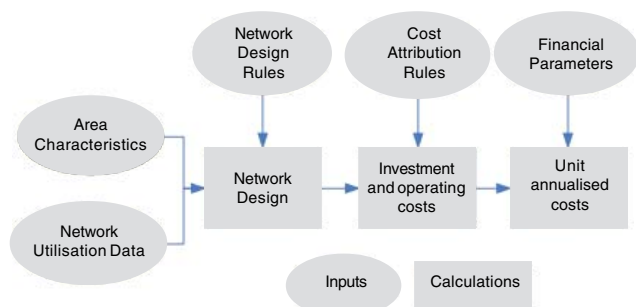 Network
Design
Rules
Cost
Attribution
Rules
Financial
Parameters
Area
Characteristics
Network
Utilisation Data
Network
Design
Investment
and operating
costs
Unit
annualised
costs
Inputs
Calculations